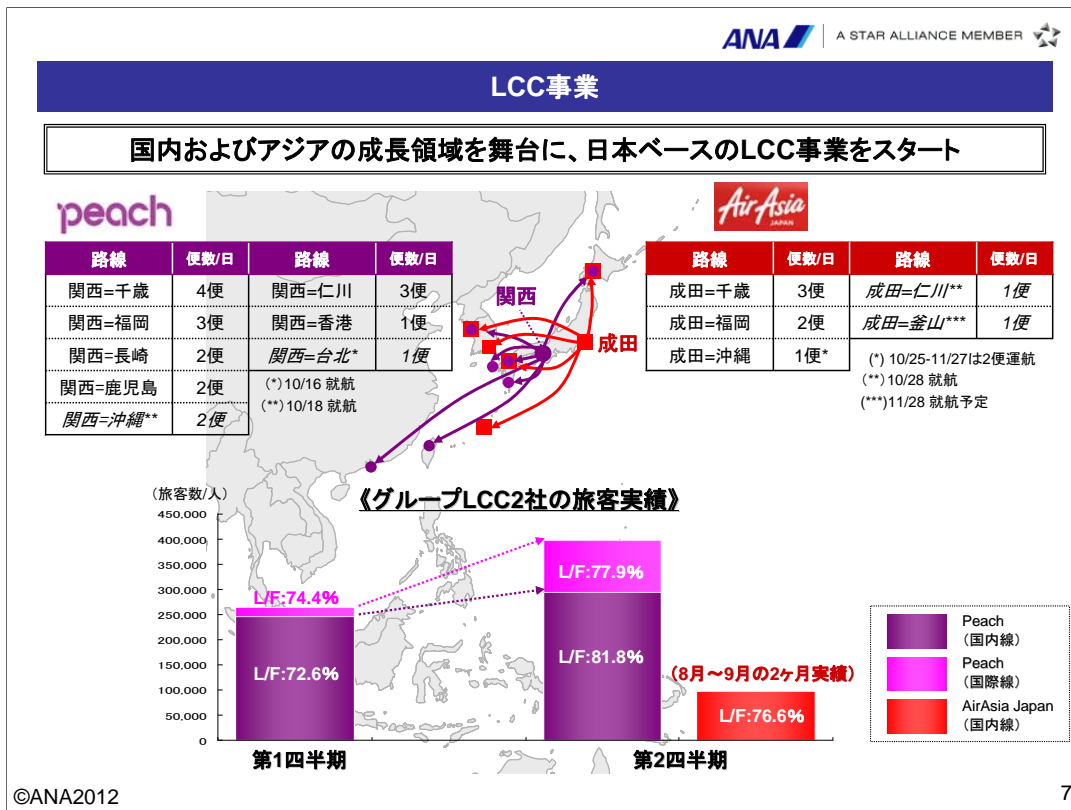 ANA A STAR ALLIANCE MEMBER
LCC事業
国内およびアジアの成長領域を舞台に、日本ベースのLCC事業をスタート
peach
路線 便数/日 路線 便数/日
関西=千歳 4便 関西=仁川 3便
関西=福岡 3便 関西=香港 1便
関西=長崎 2便 関西=台北* 1便
関西=鹿児島 2便
関西=沖縄** 2便
(*)10/16 就航
(**)10/18 就航
関西
成田
AirAsia
JAPAN
路線 便数/日 路線 便数/日
成田=千歳 3便 成田=仁川** 1便
成田=福岡 2便 成田=釜山*** 1便
成田=沖縄 1便*
(*) 10/25-11/27は2便運航
(**) 10/28 就航
(***)11/28 就航予定
《グループLCC2社の旅客実績》
(旅客数/人)
450,000
400,000
350,000
300,000
250,000
200,000
150,000
100,000
50,000
0
L/F:74.4%
L/F:72.6%
L/F:77.9%
L/F:81.8%
(8月~9月の2ヶ月実績)
L/F:76.6%
第1四半期
第2四半期
Peach
(国内線)
Peach
(国際線)
AirAsia Japan
(国内線)
©ANA2012
7